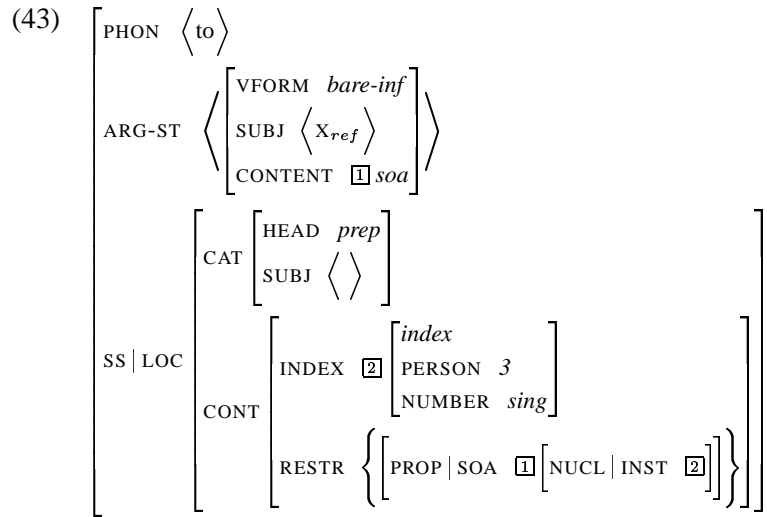 (43)
PHON ⟨to⟩
ARG-ST ⟨[VFORM bare-inf
SUBJ ⟨X_ref⟩
CONTENT [1] soa]⟩
SS | LOC
CAT [HEAD prep
SUBJ ⟨ ⟩]
CONT
INDEX [2] [index
PERSON 3
NUMBER sing]
RESTR {[PROP | SOA [1] [NUCL | INST [2]]]}